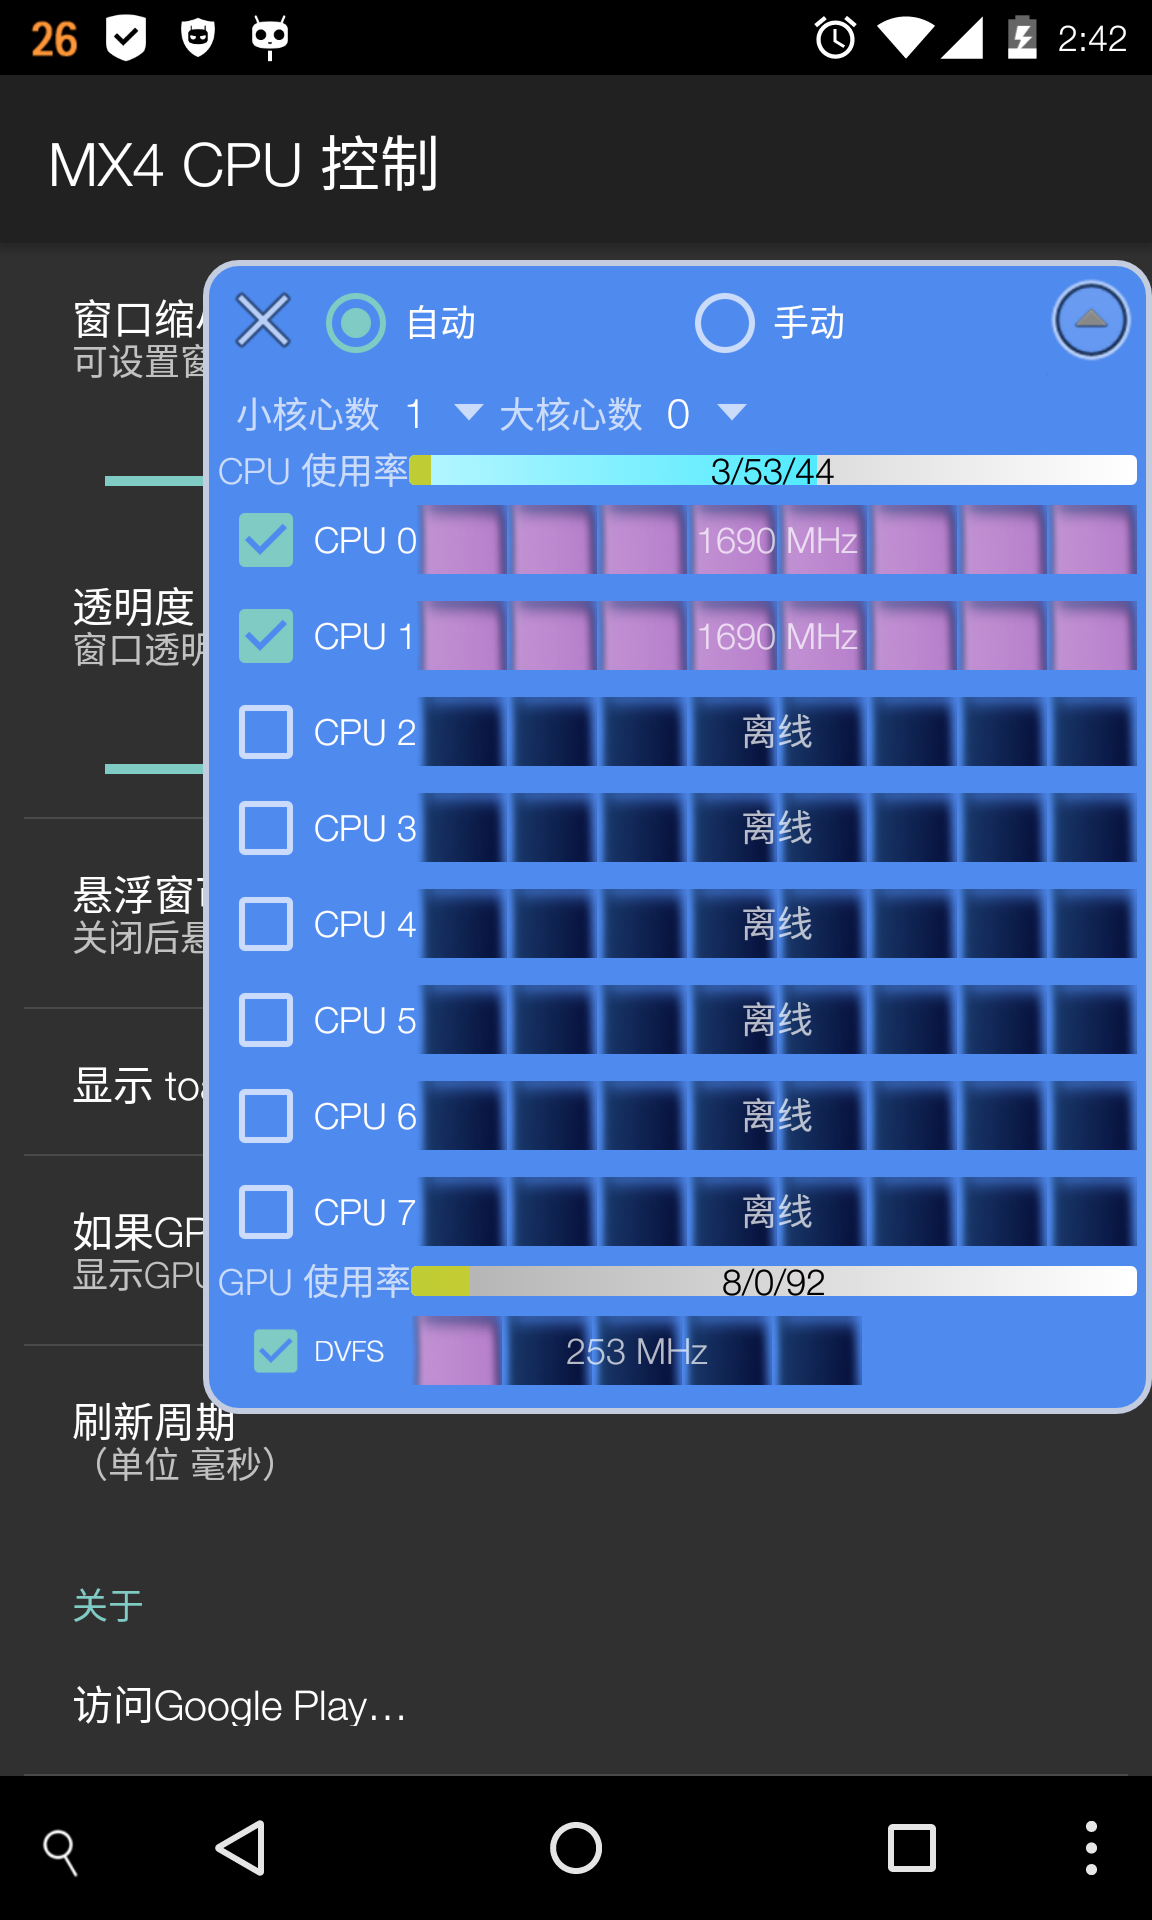 26 2:42
MX4 CPU 控制
窗口缩
可设置窗
自动 手动
小核心数 1 大核心数 0
CPU 使用率 3/53/44
CPU 0 1690 MHz
透明度
窗口透明
CPU 1 1690 MHz
CPU 2 离线
CPU 3 离线
悬浮窗可
关闭后悬
CPU 4 离线
CPU 5 离线
显示 toa
CPU 6 离线
如果GP
显示GPU
CPU 7 离线
GPU 使用率 8/0/92
DVFS 253 MHz
刷新周期
（单位 毫秒）
关于
访问Google Play...